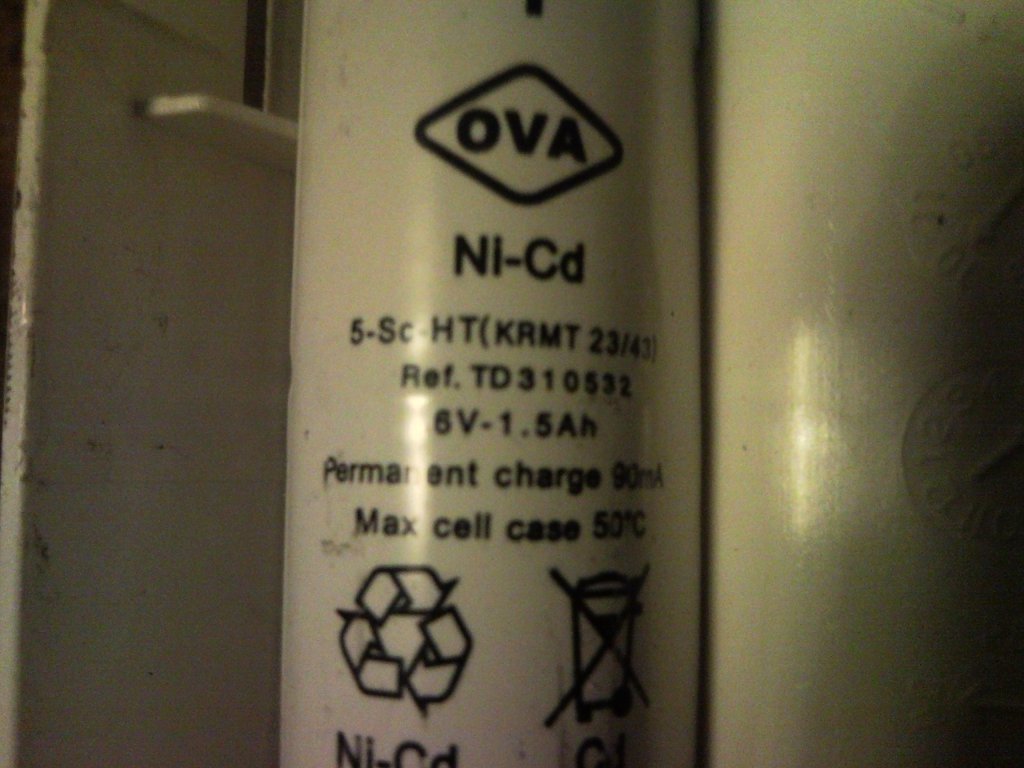 OVA
Ni-Cd
5-Sc-HT(KRMT 23/43)
Ref. TD310532
6V-1.5Ah
Permanent charge 90mA
Max cell case 50°C
Ni-Cd Cd